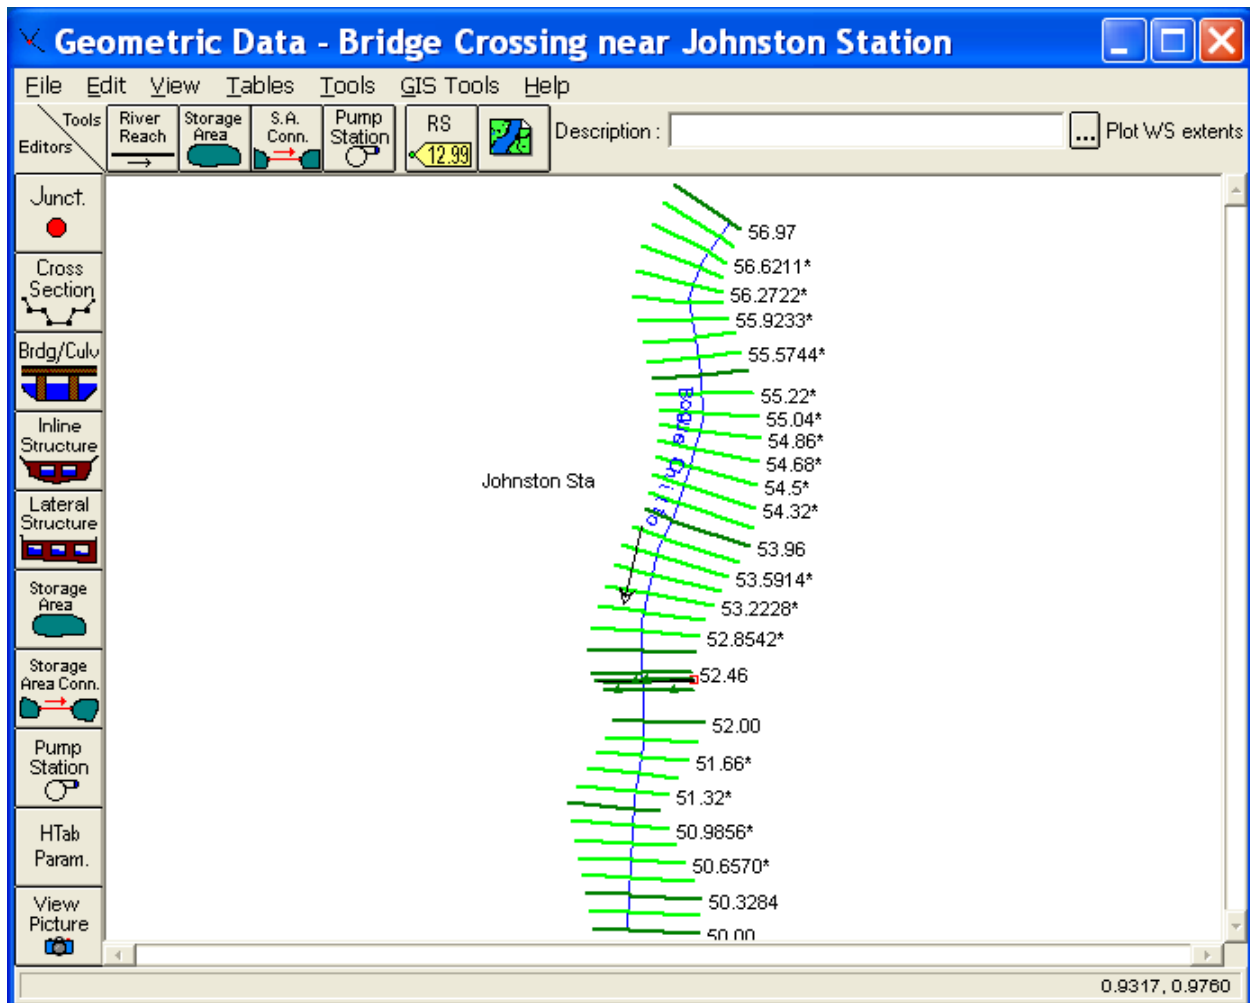 Geometric Data - Bridge Crossing near Johnston Station
File Edit View Tables Tools GIS Tools Help
Tools
Editors
River
Reach
Storage
Area
S.A.
Conn.
Pump
Station
RS
12.99
Description :
...
Plot WS extents
Junct.
Cross
Section
Brdg/Culv
Inline
Structure
Lateral
Structure
Storage
Area
Storage
Area Conn.
Pump
Station
HTab
Param.
View
Picture
56.97
56.6211*
56.2722*
55.9233*
55.5744*
55.22*
55.04*
54.86*
54.68*
54.5*
54.32*
53.96
53.5914*
53.2228*
52.8542*
52.46
52.00
51.66*
51.32*
50.9856*
50.6570*
50.3284
50.00
Johnston Sta
Bogue Chitto
0.9317, 0.9760